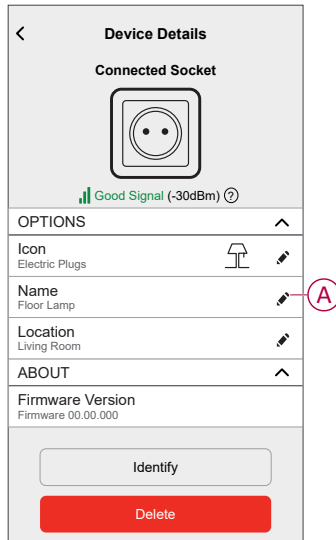 Device Details
Connected Socket
Good Signal (-30dBm) ?
OPTIONS
Icon
Electric Plugs
Name
Floor Lamp
A
Location
Living Room
ABOUT
Firmware Version
Firmware 00.00.000
Identify
Delete